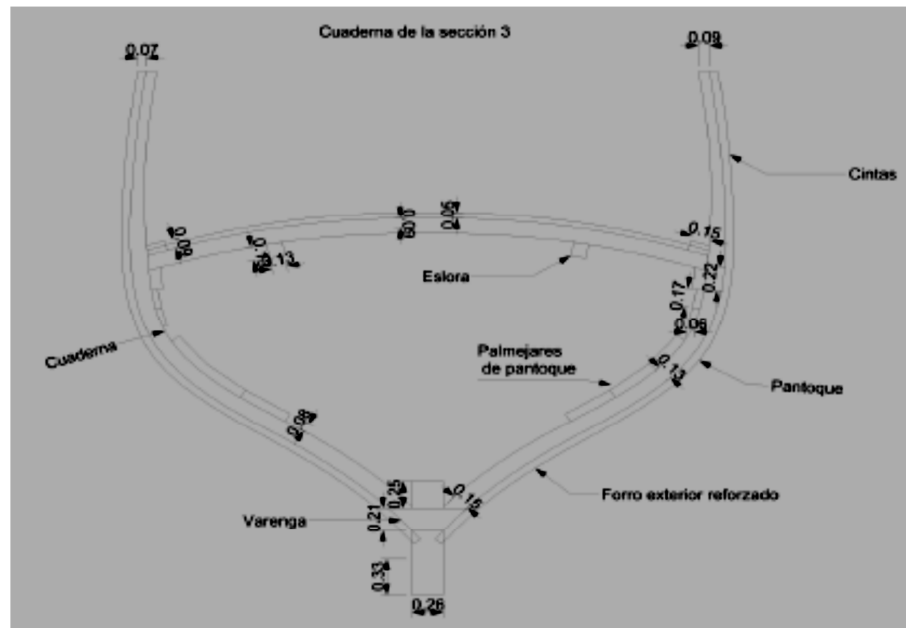 Cuaderna de la sección 3
0.07
0.09
Cintas
0.09
0.13
0.09
0.05
0.15
Eslora
0.22
0.17
0.06
Cuaderna
Palmejares
de pantoque
0.13
Pantoque
0.08
0.25
0.15
Forro exterior reforzado
Varenga
0.21
0.33
0.26